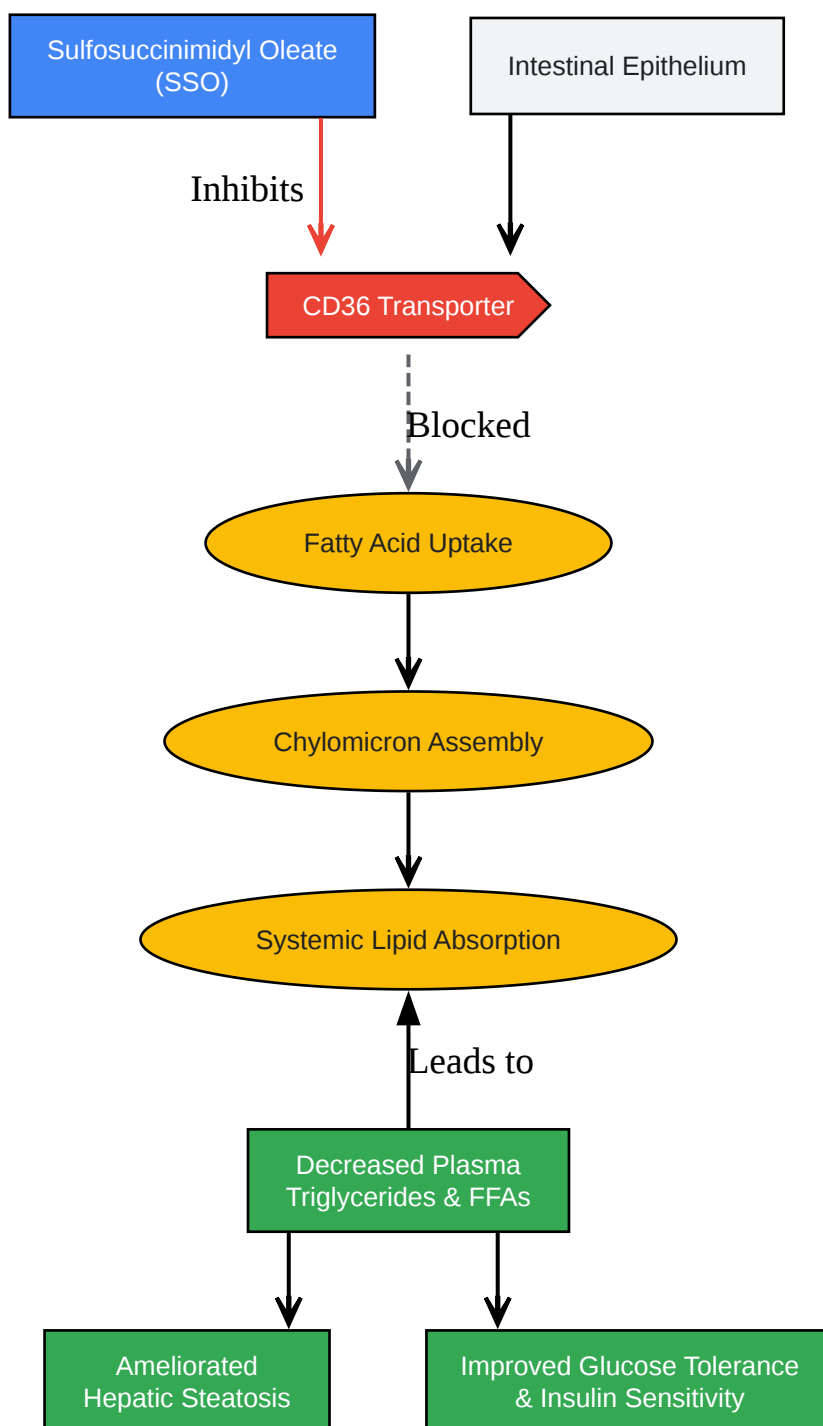 Sulfosuccinimidyl Oleate
(SSO)
Intestinal Epithelium
Inhibits
CD36 Transporter
Blocked
Fatty Acid Uptake
Chylomicron Assembly
Systemic Lipid Absorption
Leads to
Decreased Plasma
Triglycerides & FFAs
Ameliorated
Hepatic Steatosis
Improved Glucose Tolerance
& Insulin Sensitivity